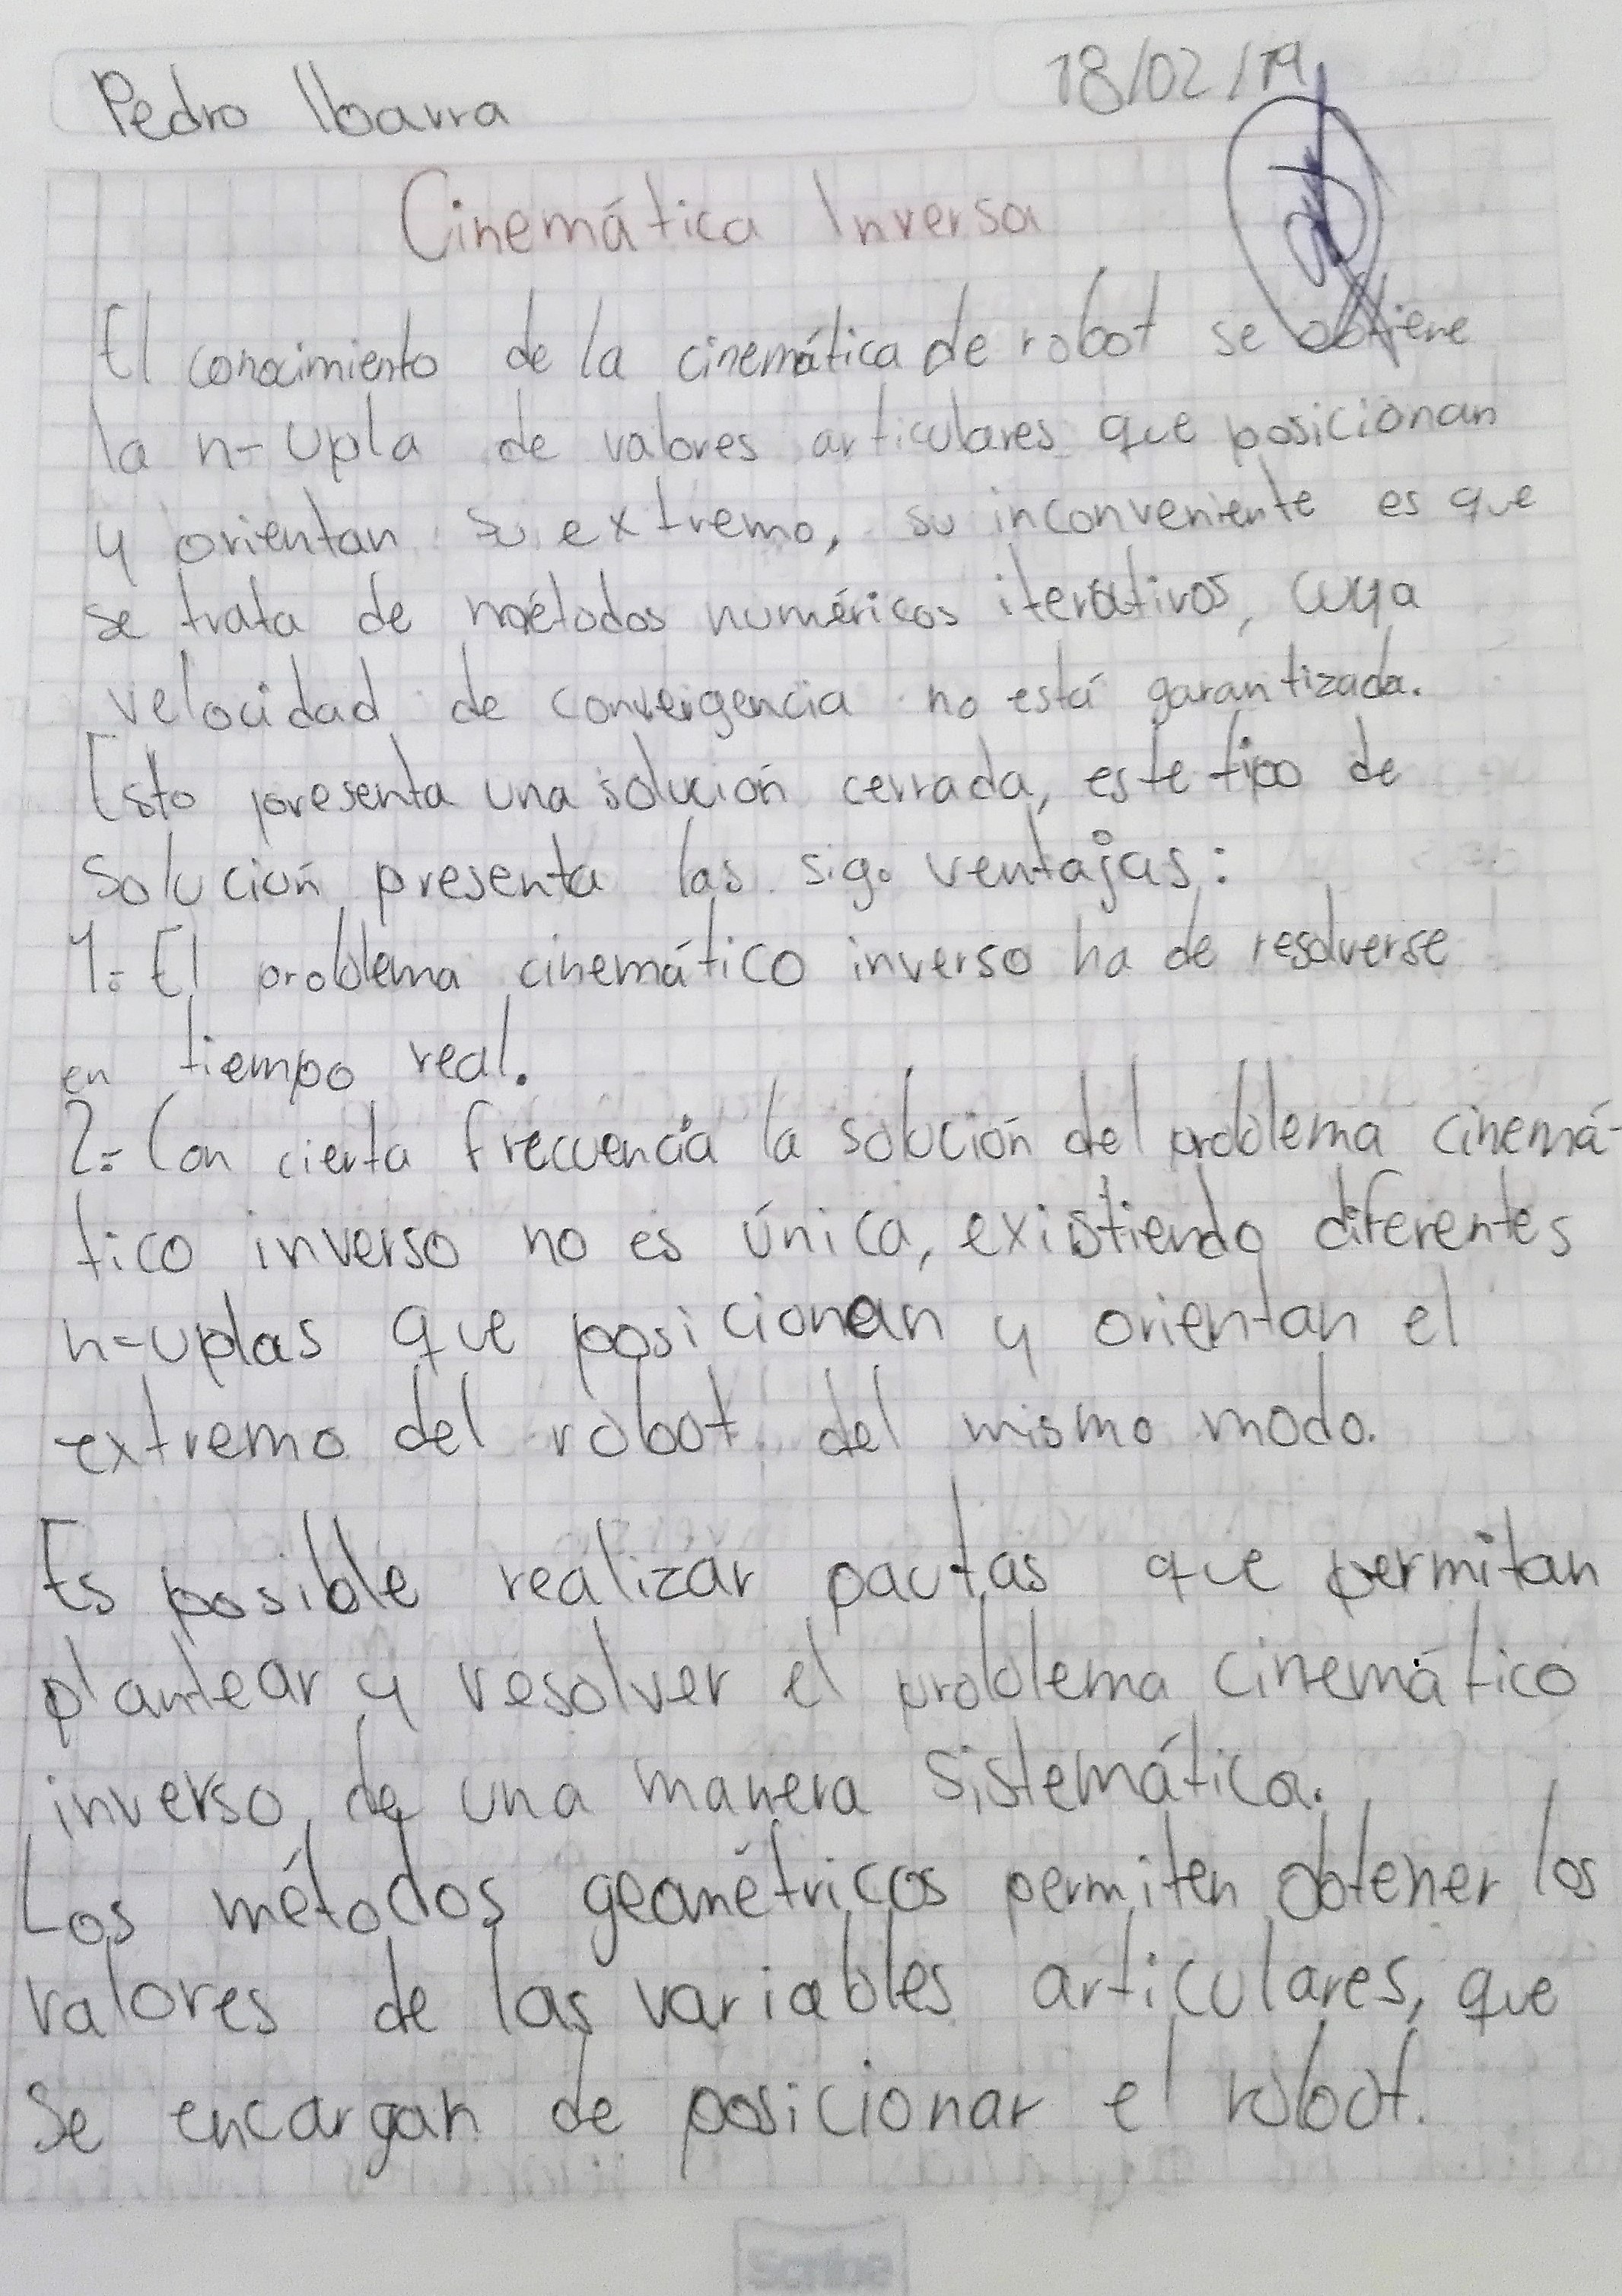 Pedro Ibarra
18/02/19
Cinemática Inversa
El conocimiento de la cinemática de robot se obtiene
la n-upla de valores articulares que posicionan
y orientan su extremo, su inconveniente es que
se trata de métodos numéricos iterativos, cuya
velocidad de convergencia no está garantizada.
Esto presenta una solución cerrada, este tipo de
solución presenta las sig. ventajas:
1.- El problema cinemático inverso ha de resolverse
en tiempo real.
2.- Con cierta frecuencia la solución del problema cinemá-
tico inverso no es única, existiendo diferentes
n-uplas que posicionan y orientan el
extremo del robot del mismo modo.
Es posible realizar pautas que permitan
plantear y resolver el problema cinemático
inverso de una manera sistemática.
Los métodos geométricos permiten obtener los
valores de las variables articulares, que
se encargan de posicionar el robot.
Scribe